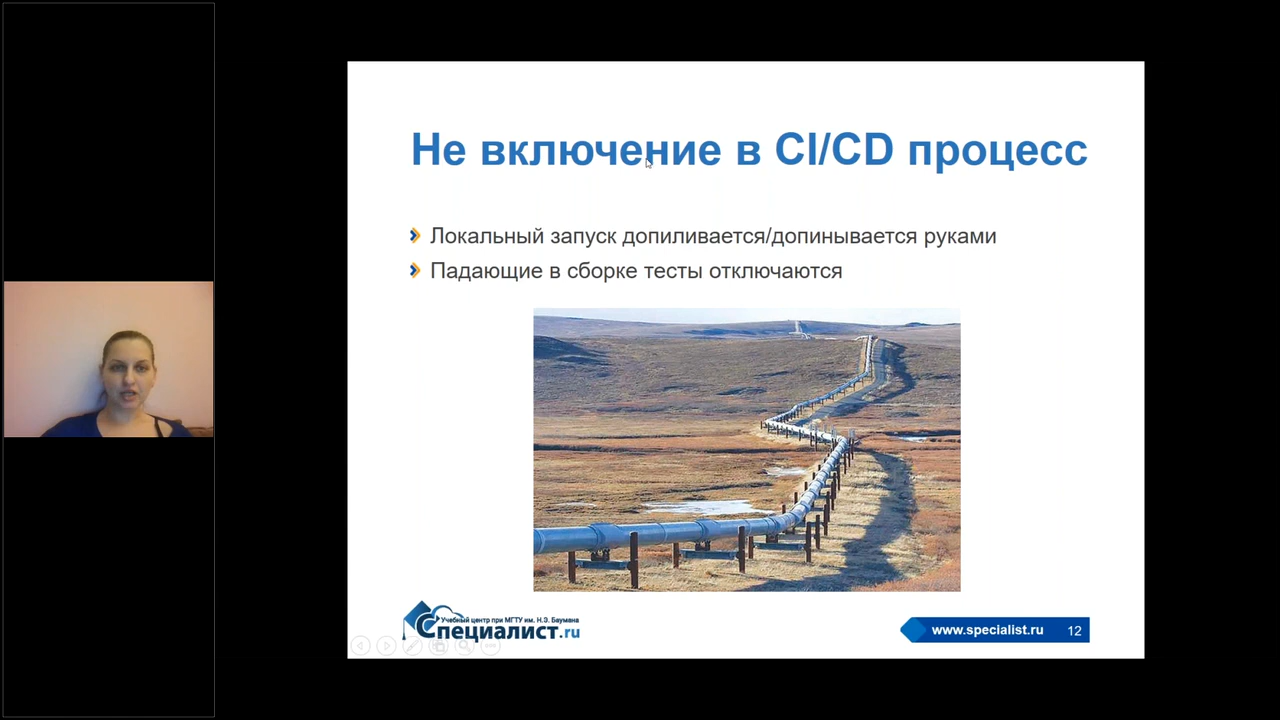 Не включение в CI/CD процесс
Локальный запуск допиливается/допинывается руками
Падающие в сборке тесты отключаются
Учебный центр при МГТУ им. Н.Э. Баумана
Специалист.ru
www.specialist.ru 12